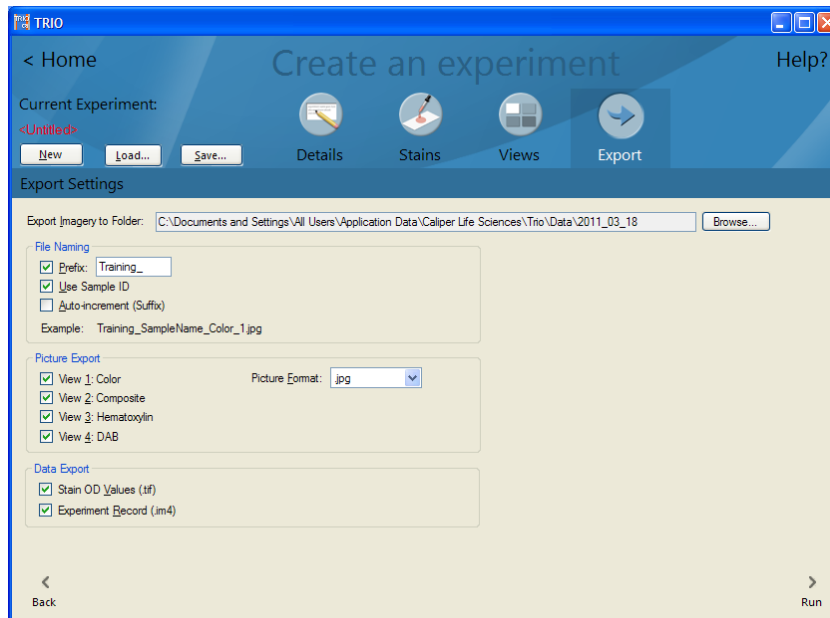 TRIO
< Home
Create an experiment
Help?
Current Experiment:
<Untitled>
New
Load...
Save...
Details
Stains
Views
Export
Export Settings
Export Imagery to Folder: C:\Documents and Settings\All Users\Application Data\Caliper Life Sciences\Trio\Data\2011_03_18 Browse...
File Naming
Prefix: Training_
Use Sample ID
Auto-increment (Suffix)
Example: Training_SampleName_Color_1.jpg
Picture Export
View 1: Color
Picture Format: .jpg
View 2: Composite
View 3: Hematoxylin
View 4: DAB
Data Export
Stain OD Values (.tif)
Experiment Record (.im4)
Back
Run